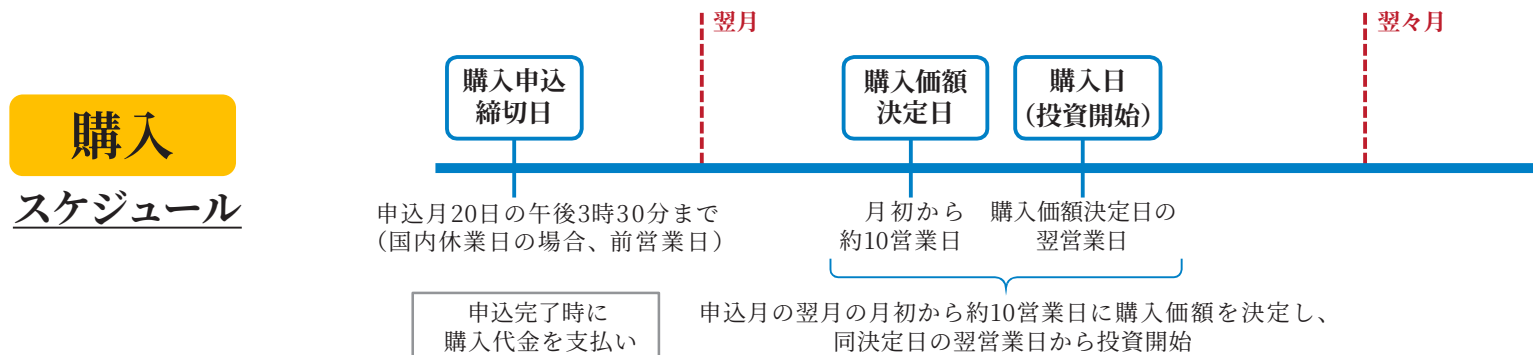 翌月
翌々月
購入
スケジュール
購入申込
締切日
購入価額
決定日
購入日
（投資開始）
申込月20日の午後3時30分まで
（国内休業日の場合、前営業日）
月初から
約10営業日
購入価額決定日の
翌営業日
申込完了時に
購入代金を支払い
申込月の翌月の月初から約10営業日に購入価額を決定し、
同決定日の翌営業日から投資開始